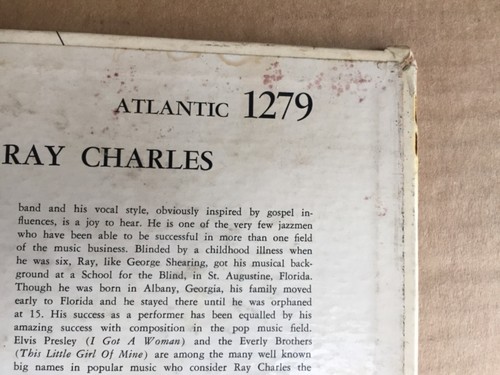 ATLANTIC 1279
RAY CHARLES
band and his vocal style, obviously inspired by gospel in-
fluences, is a joy to hear. He is one of the very few jazzmen
who have been able to be successful in more than one field
of the music business. Blinded by a childhood illness when
he was six, Ray, like George Shearing, got his musical back-
ground at a School for the Blind, in St. Augustine, Florida.
Though he was born in Albany, Georgia, his family moved
early to Florida and he stayed there until he was orphaned
at 15. His success as a performer has been equalled by his
amazing success with composition in the pop music field.
Elvis Presley (I Got A Woman) and the Everly Brothers
(This Little Girl Of Mine) are among the many well known
big names in popular music who consider Ray Charles the